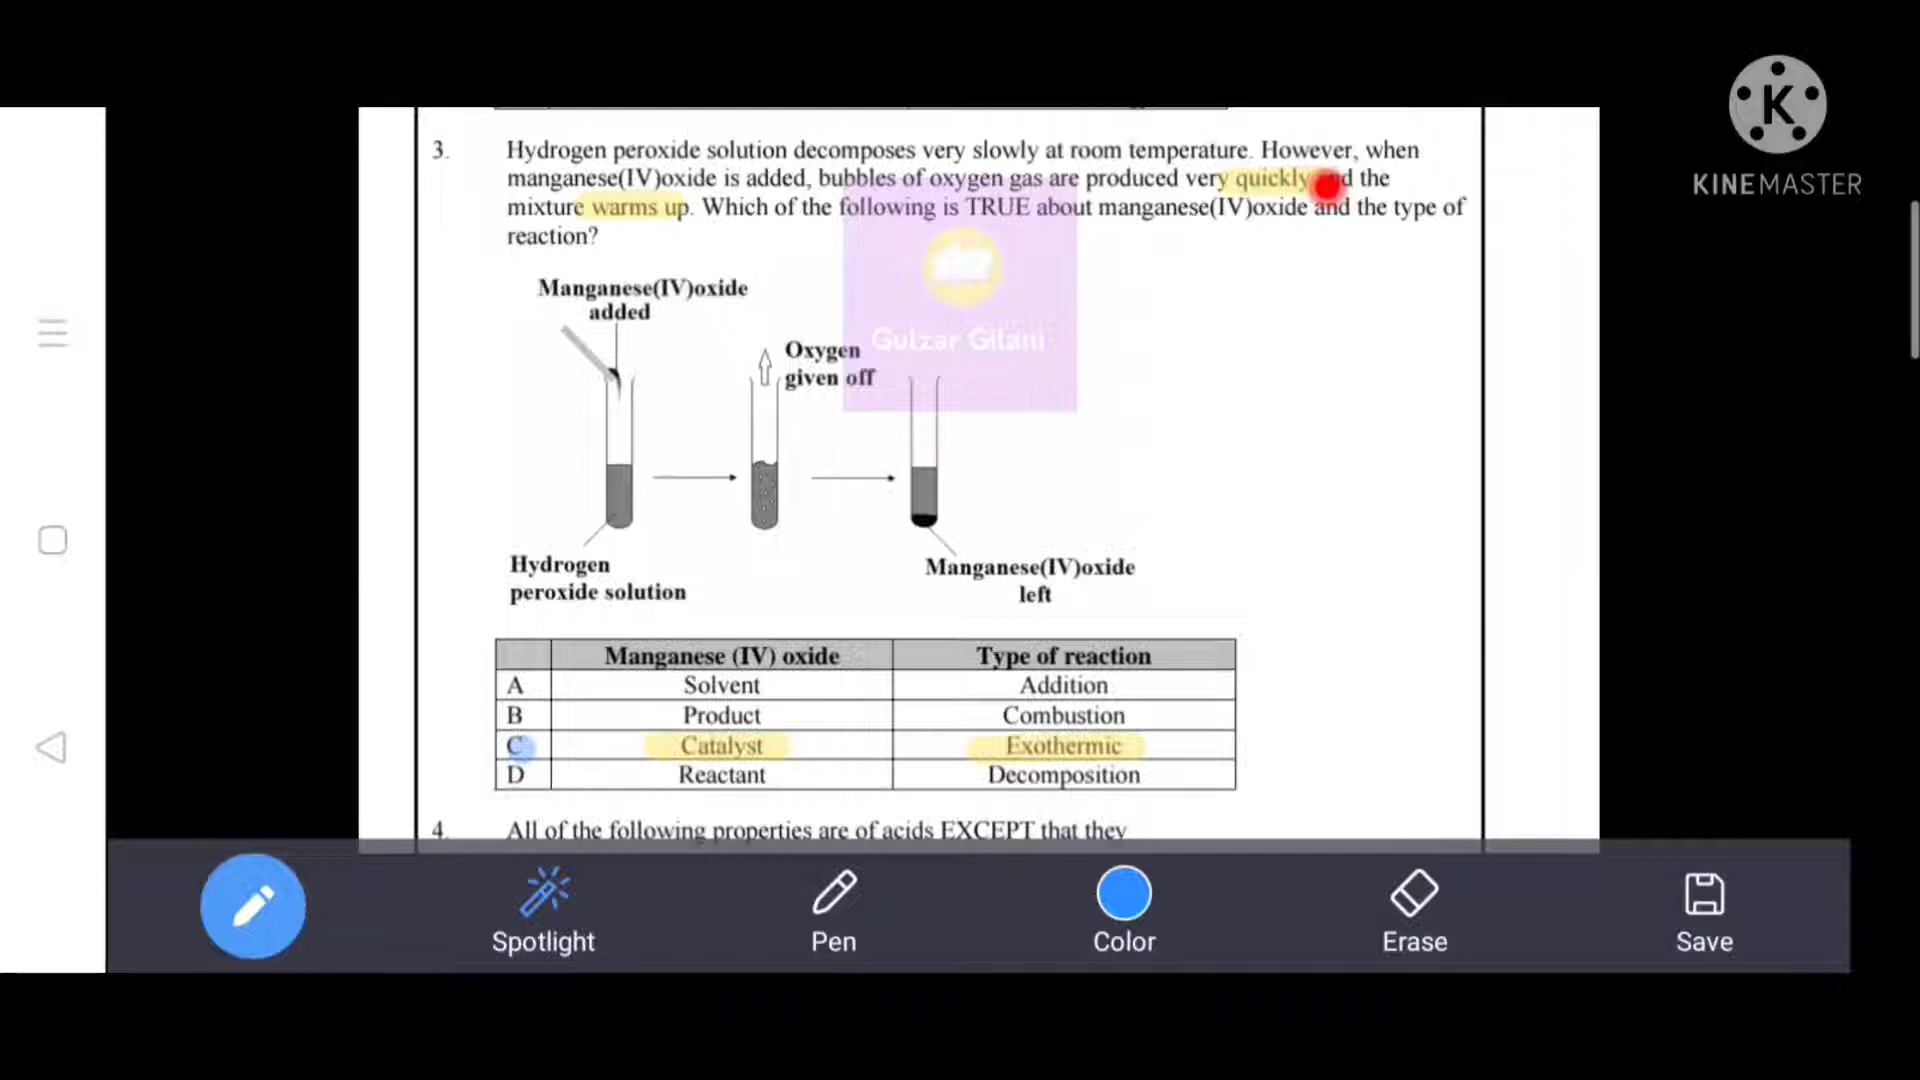 K
KINEMASTER
3. Hydrogen peroxide solution decomposes very slowly at room temperature. However, when
manganese(IV)oxide is added, bubbles of oxygen gas are produced very quickly and the
mixture warms up. Which of the following is TRUE about manganese(IV)oxide and the type of
reaction?
Manganese(IV)oxide
added
Gulzar Gilani
Oxygen
given off
Hydrogen
peroxide solution
Manganese(IV)oxide
left
Manganese (IV) oxide Type of reaction
A Solvent Addition
B Product Combustion
C Catalyst Exothermic
D Reactant Decomposition
4. All of the following properties are of acids EXCEPT that they
Spotlight Pen Color Erase Save